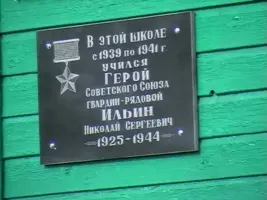 В ЭТОЙ ШКОЛЕ
с 1939 по 1941 г
УЧИЛСЯ
ГЕРОЙ
Советского Союза
гвардии-рядовой
ИЛЬИН
Николай Сергеевич
1925-1944